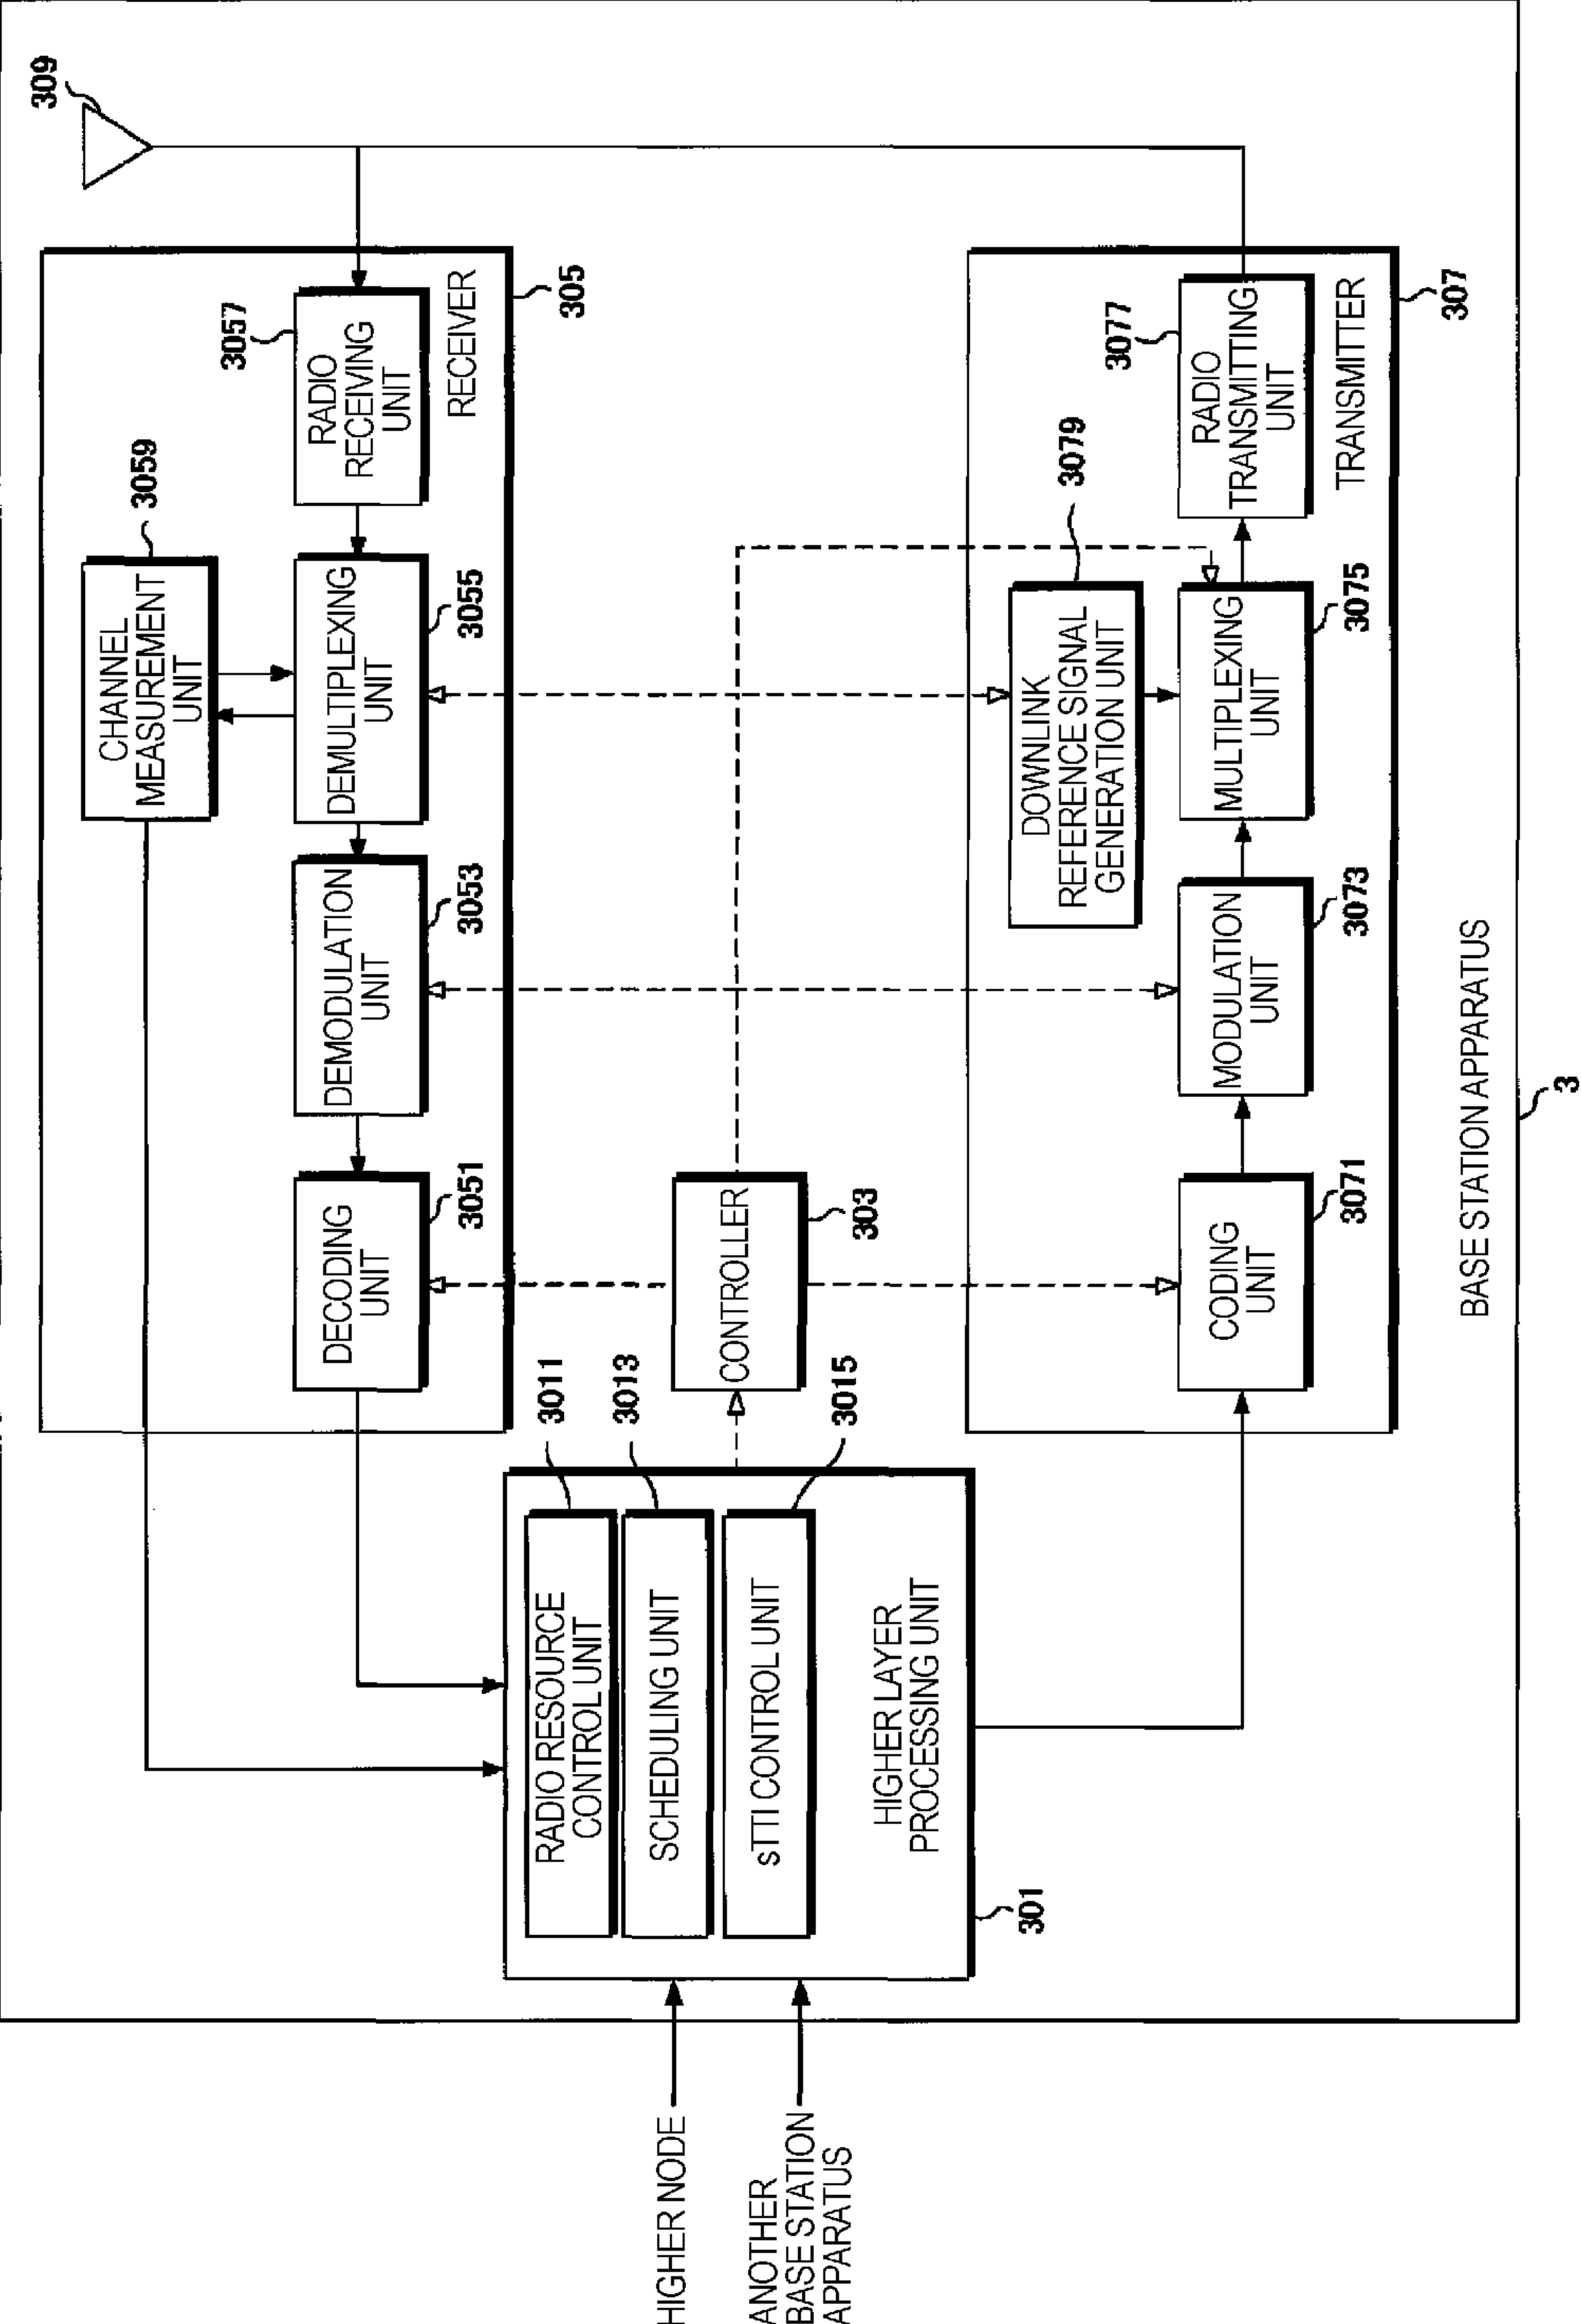 309
3059
CHANNEL
MEASUREMENT
UNIT
3057
RADIO
RECEIVING
UNIT
DEMULTIPLEXING
UNIT
3055
DEMODULATION
UNIT
3053
DECODING
UNIT
3051
RECEIVER
305
3011
3013
3015
RADIO RESOURCE
CONTROL UNIT
SCHEDULING UNIT
sTTI CONTROL UNIT
HIGHER LAYER
PROCESSING UNIT
301
CONTROLLER
303
HIGHER NODE
ANOTHER
BASE STATION
APPARATUS
3079
DOWNLINK
REFERENCE SIGNAL
GENERATION UNIT
CODING
UNIT
3071
MODULATION
UNIT
3073
MULTIPLEXING
UNIT
3075
3077
RADIO
TRANSMITTING
UNIT
TRANSMITTER
307
BASE STATION APPARATUS
3